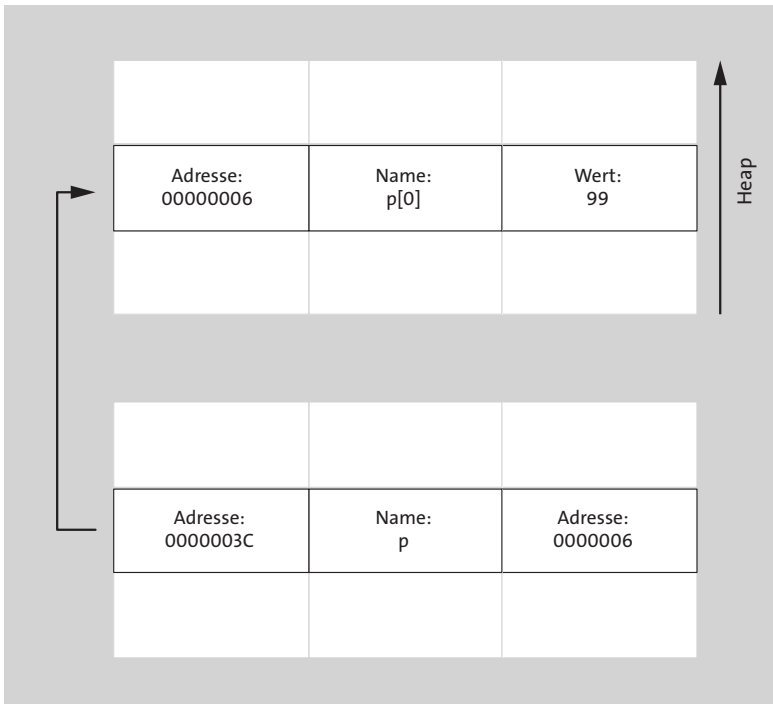 Adresse:
00000006
Name:
p[0]
Wert:
99
Heap
Adresse:
0000003C
Name:
p
Adresse:
0000006